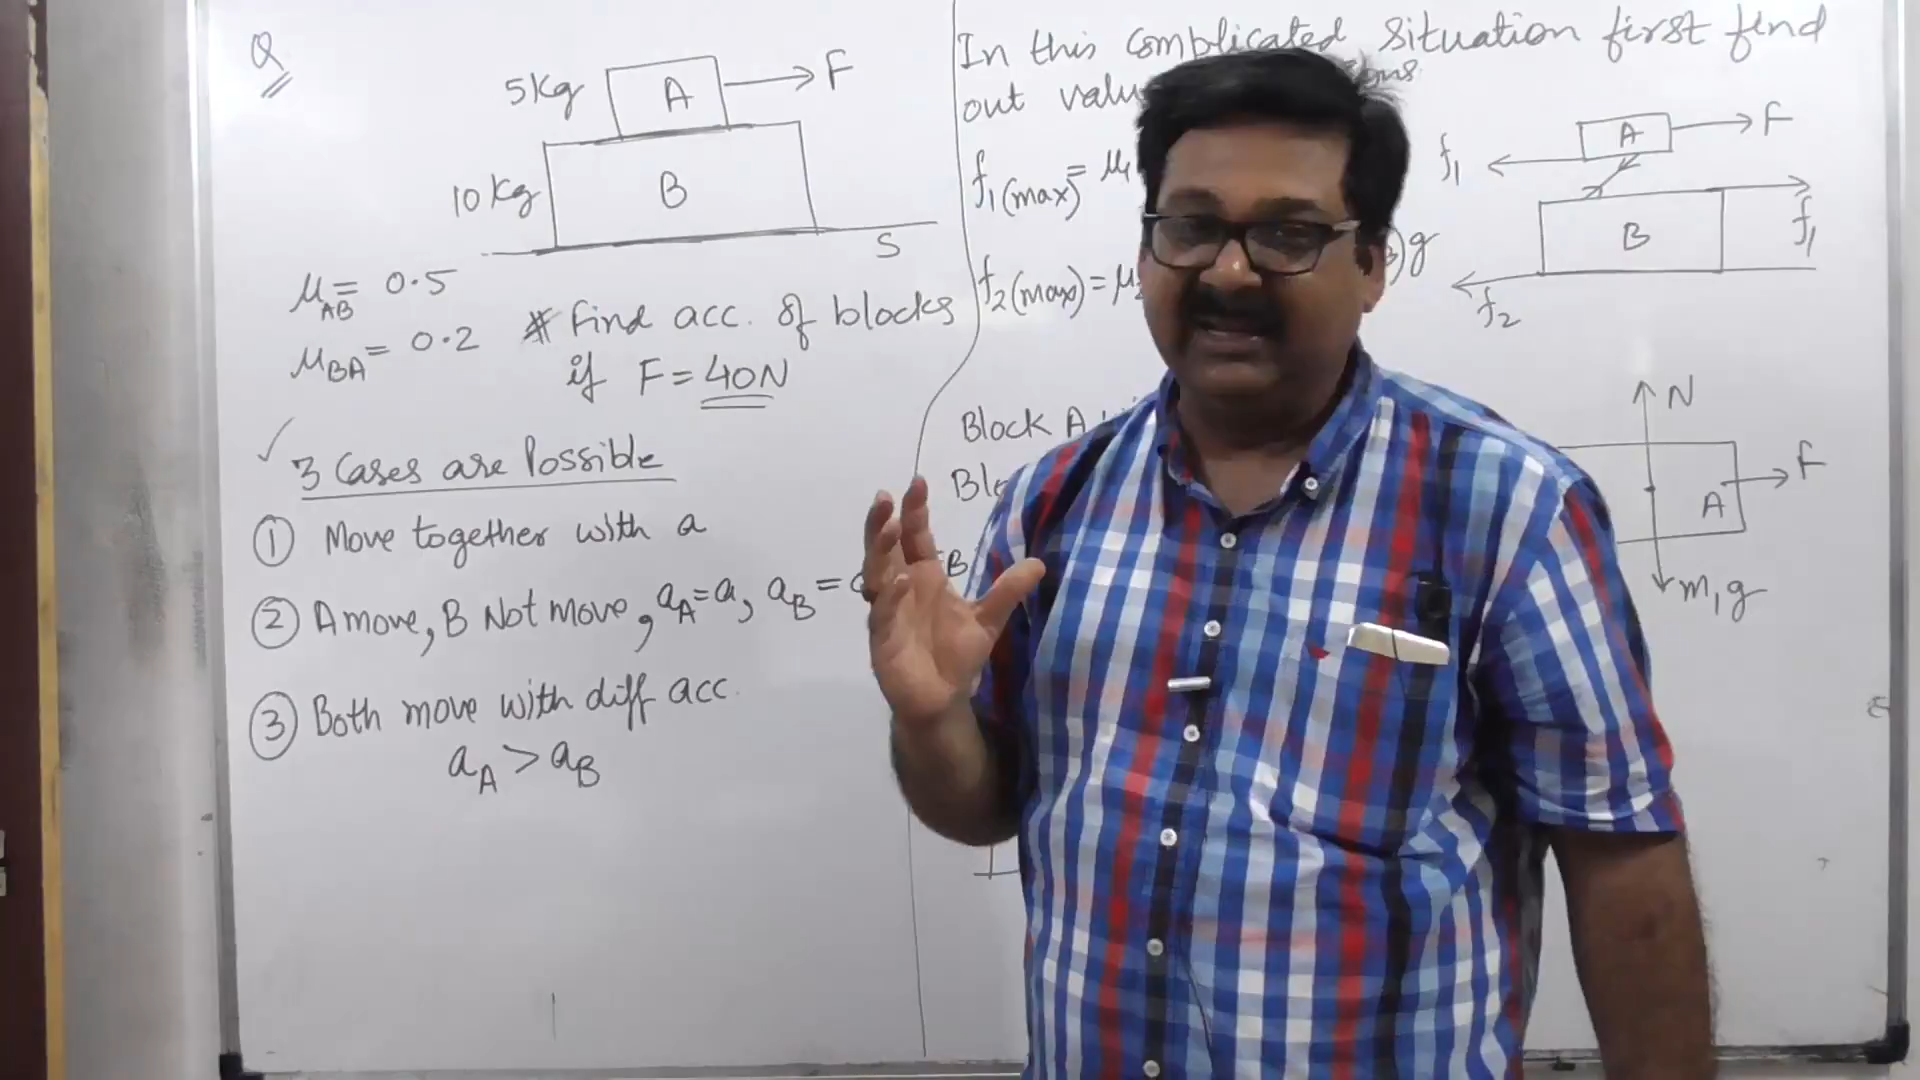 Q
5kg
A
F
10kg
B
S
μAB = 0.5
μBA = 0.2
* Find acc. of blocks
if F = 40N
3 Cases are Possible
① Move together with a
② A move, B Not move, aA = a, aB =
③ Both move with diff acc.
aA > aB
In this complicated situation first find
out
f1(max) = μ1
f2(max) = μ
g
A
F
f1
B
f1
f2
Block A
N
F
A
m1g